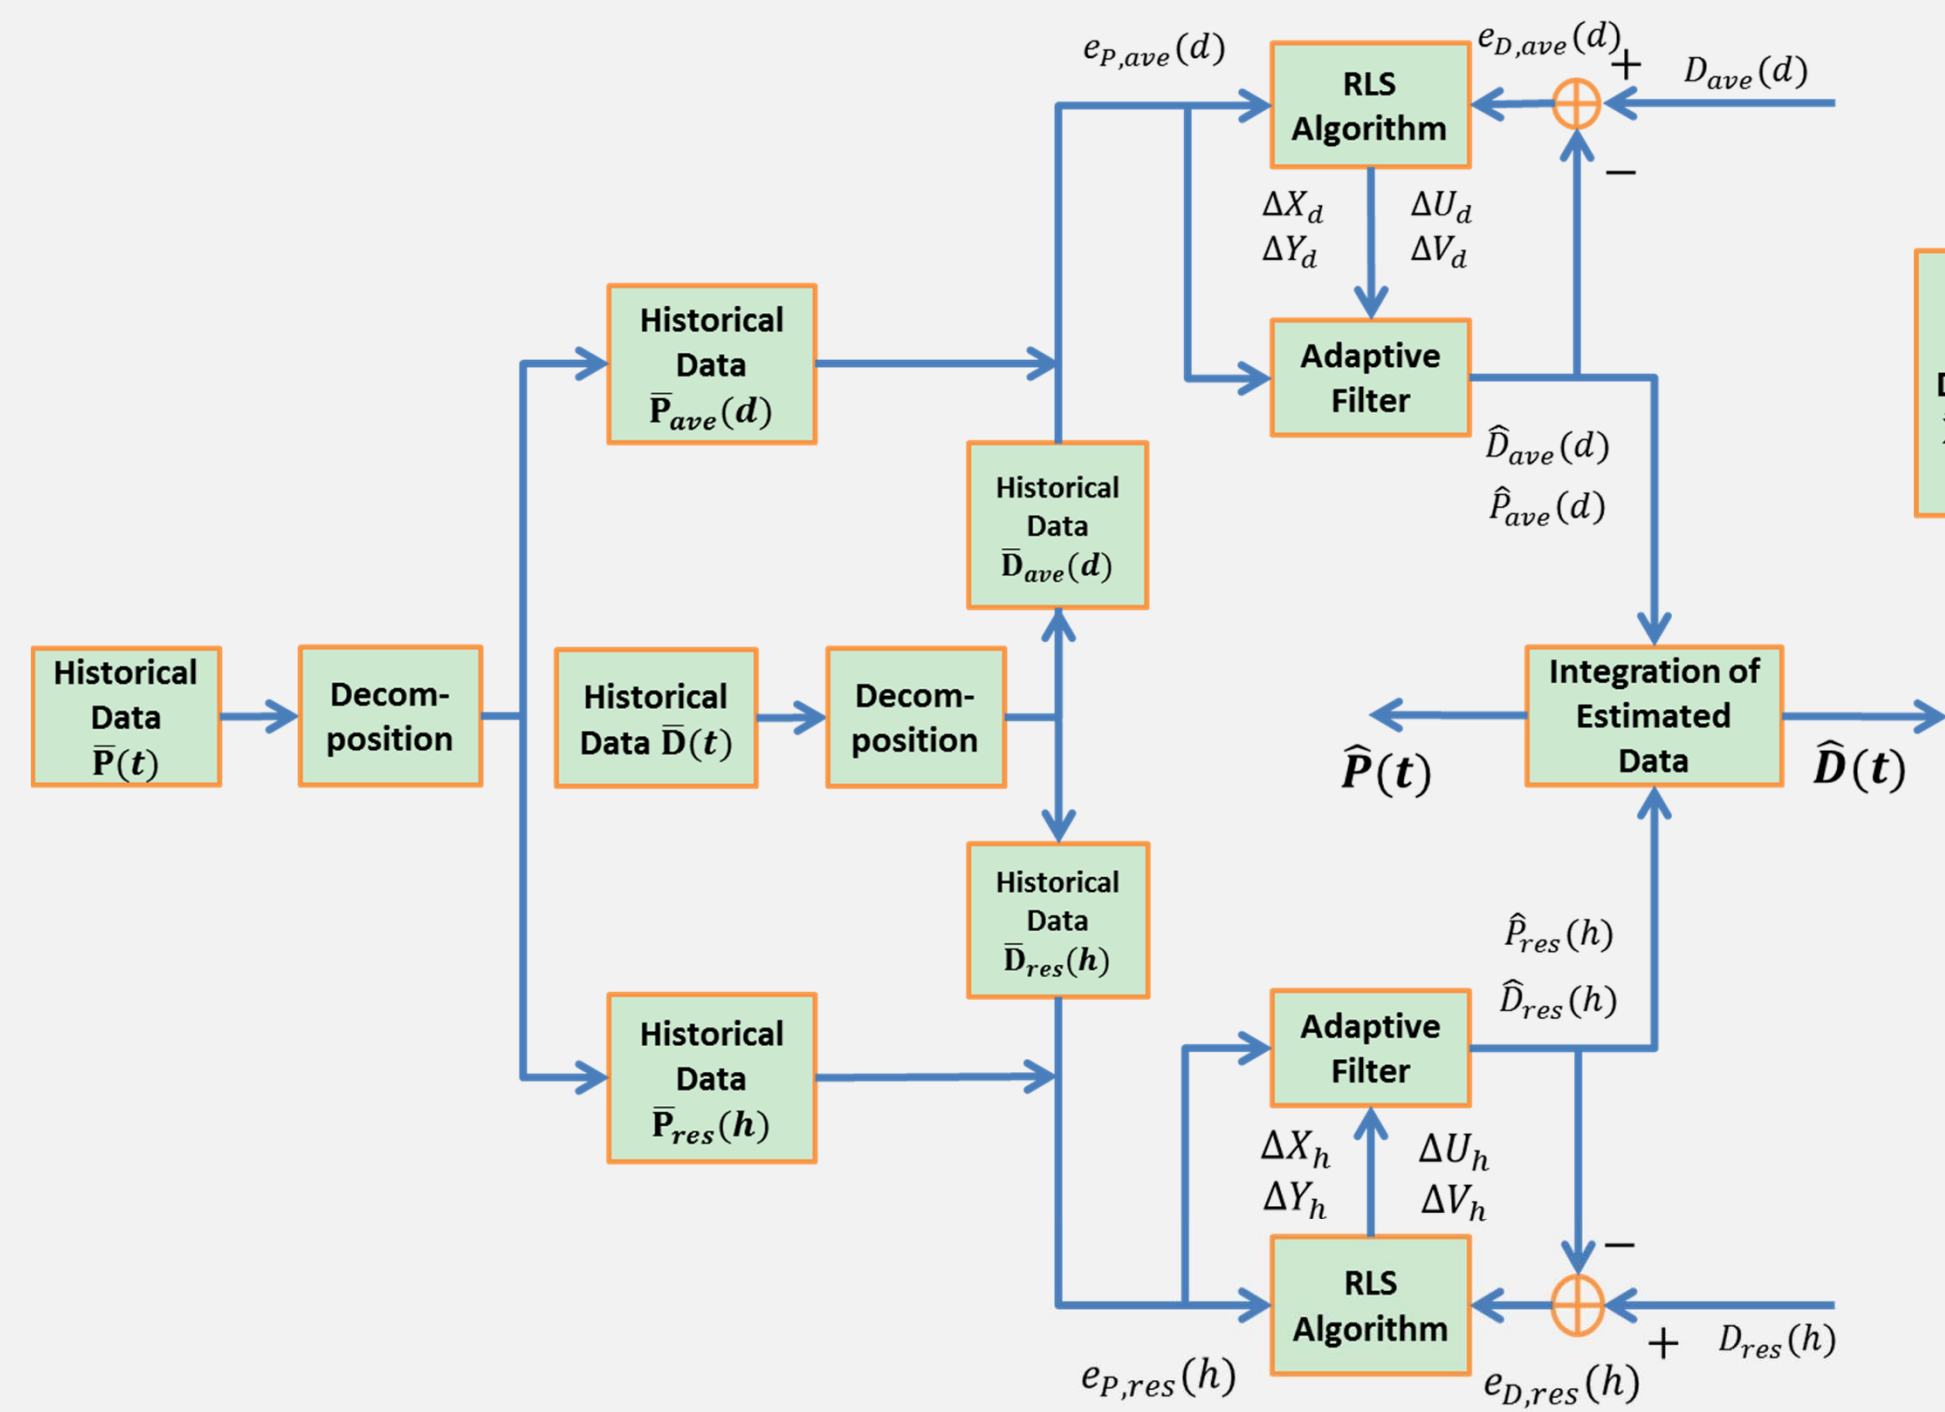 e_{P,ave}(d)
RLS
Algorithm
e_{D,ave}(d)
+
D_{ave}(d)
−
ΔX_d
ΔY_d
ΔU_d
ΔV_d
Adaptive
Filter
D̂_{ave}(d)
P̂_{ave}(d)
Historical
Data
P̅_{ave}(d)
Historical
Data
D̅_{ave}(d)
Historical
Data
P̅(t)
Decom-
position
Historical
Data D̅(t)
Decom-
position
Integration of
Estimated
Data
P̂(t)
D̂(t)
Historical
Data
D̅_{res}(h)
Historical
Data
P̅_{res}(h)
P̂_{res}(h)
D̂_{res}(h)
Adaptive
Filter
ΔX_h
ΔY_h
ΔU_h
ΔV_h
−
RLS
Algorithm
+
D_{res}(h)
e_{P,res}(h)
e_{D,res}(h)